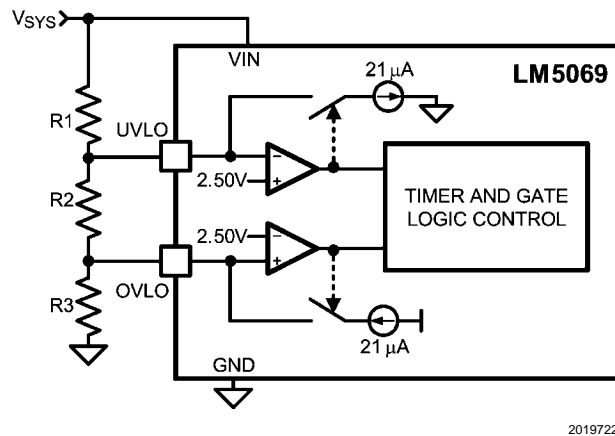 VSYS
VIN
LM5069
21 μA
R1
UVLO
2.50V
R2
TIMER AND GATE
LOGIC CONTROL
2.50V
OVLO
R3
21 μA
GND
2019722